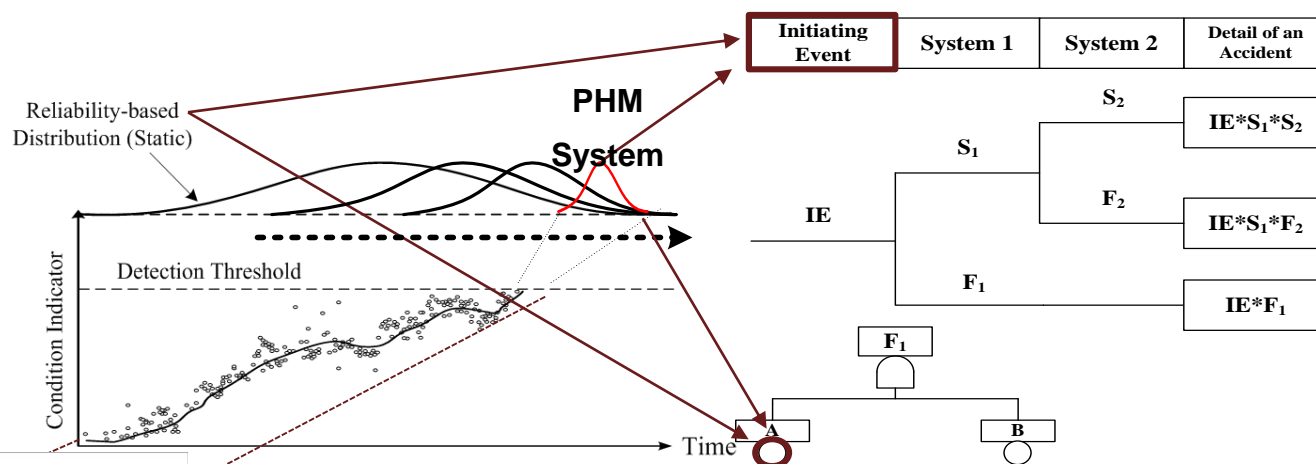 Initiating
Event
System 1
System 2
Detail of an
Accident
PHM
System
Reliability-based
Distribution (Static)
S2
IE*S1*S2
S1
IE
F2
IE*S1*F2
Detection Threshold
F1
IE*F1
Condition Indicator
F1
Time
A
B